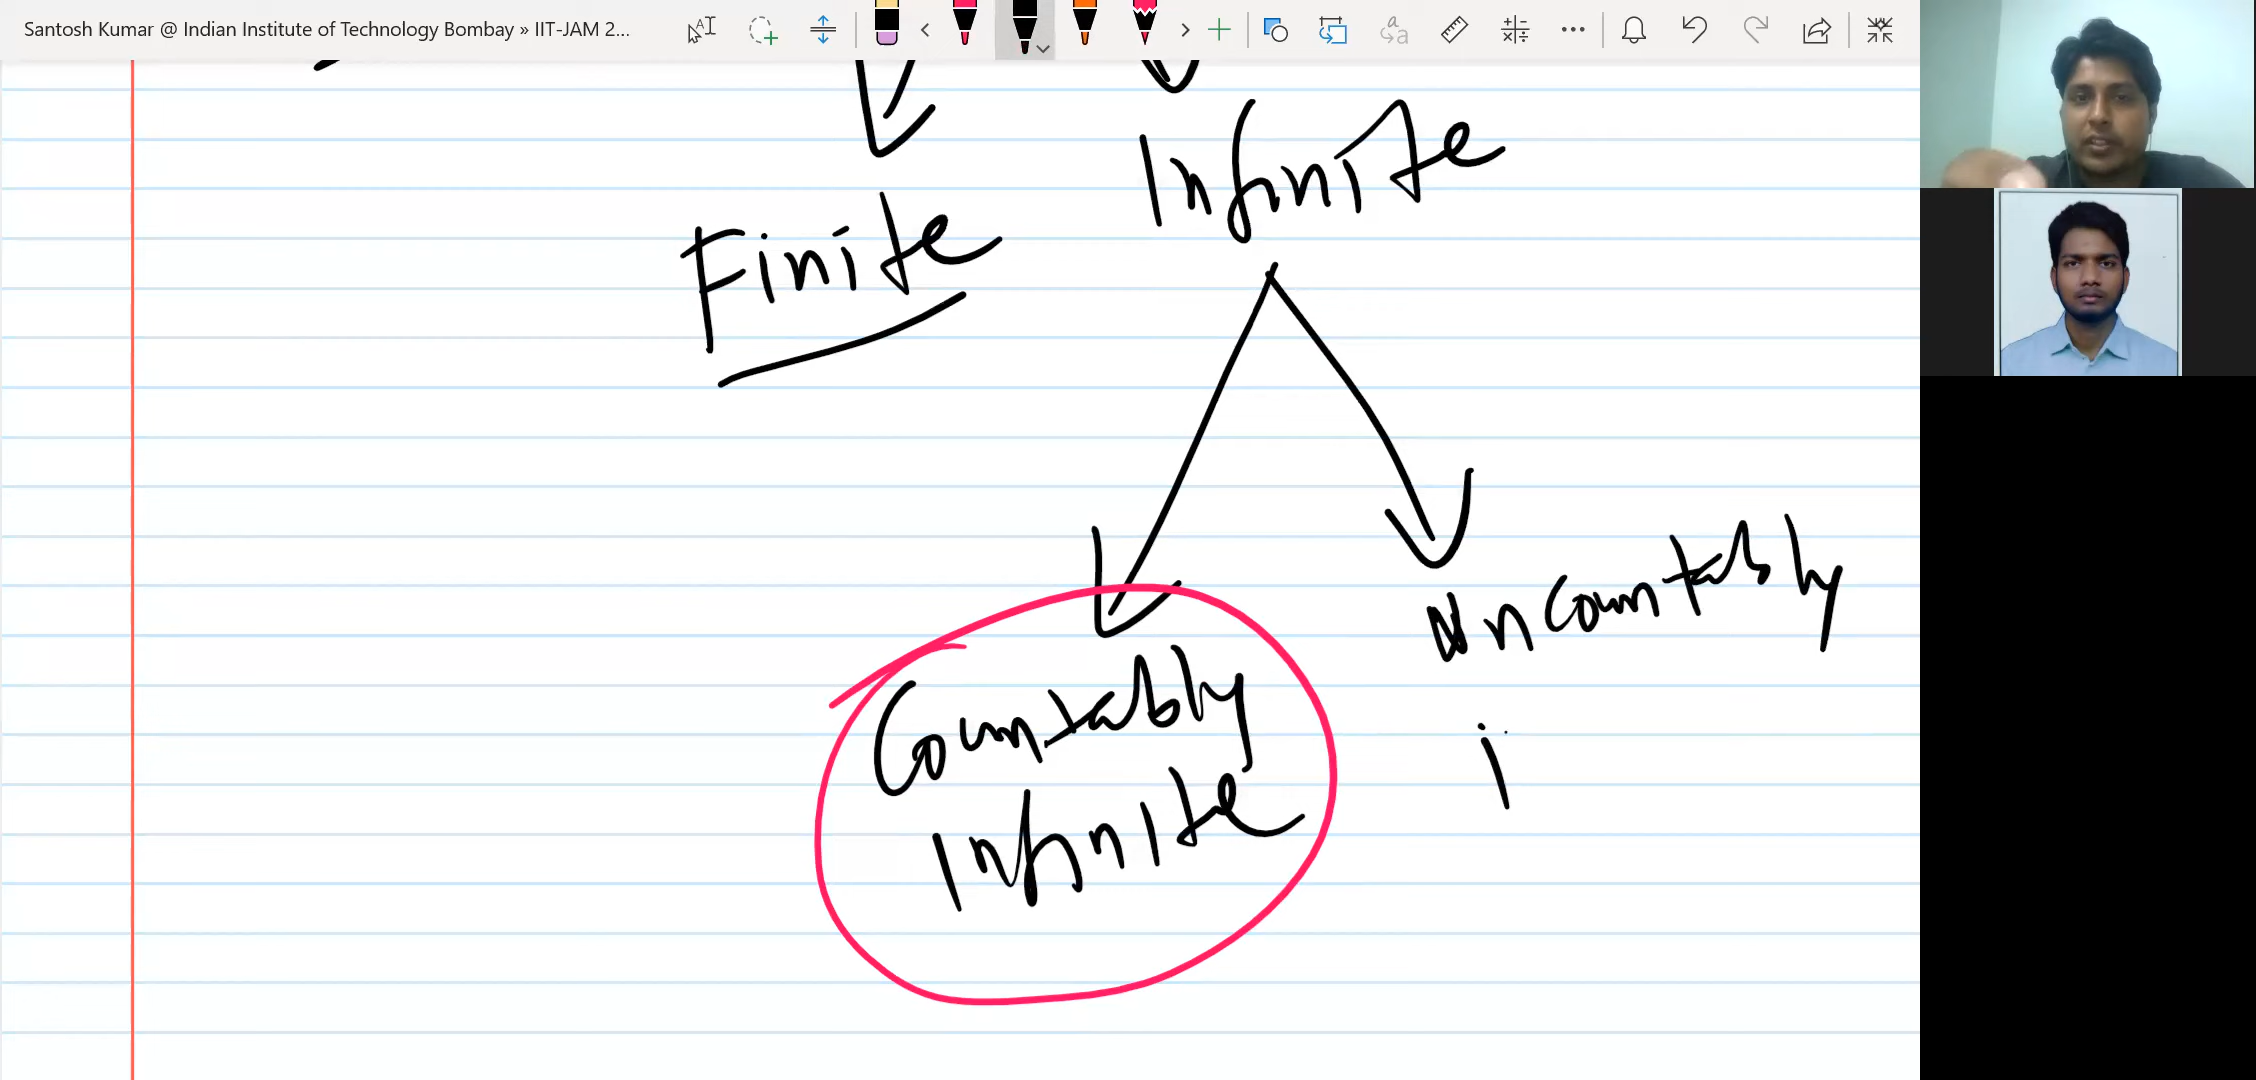 Santosh Kumar @ Indian Institute of Technology Bombay » IIT-JAM 2...
Infinite
Finite
Uncountably
Countably
Infinite
i